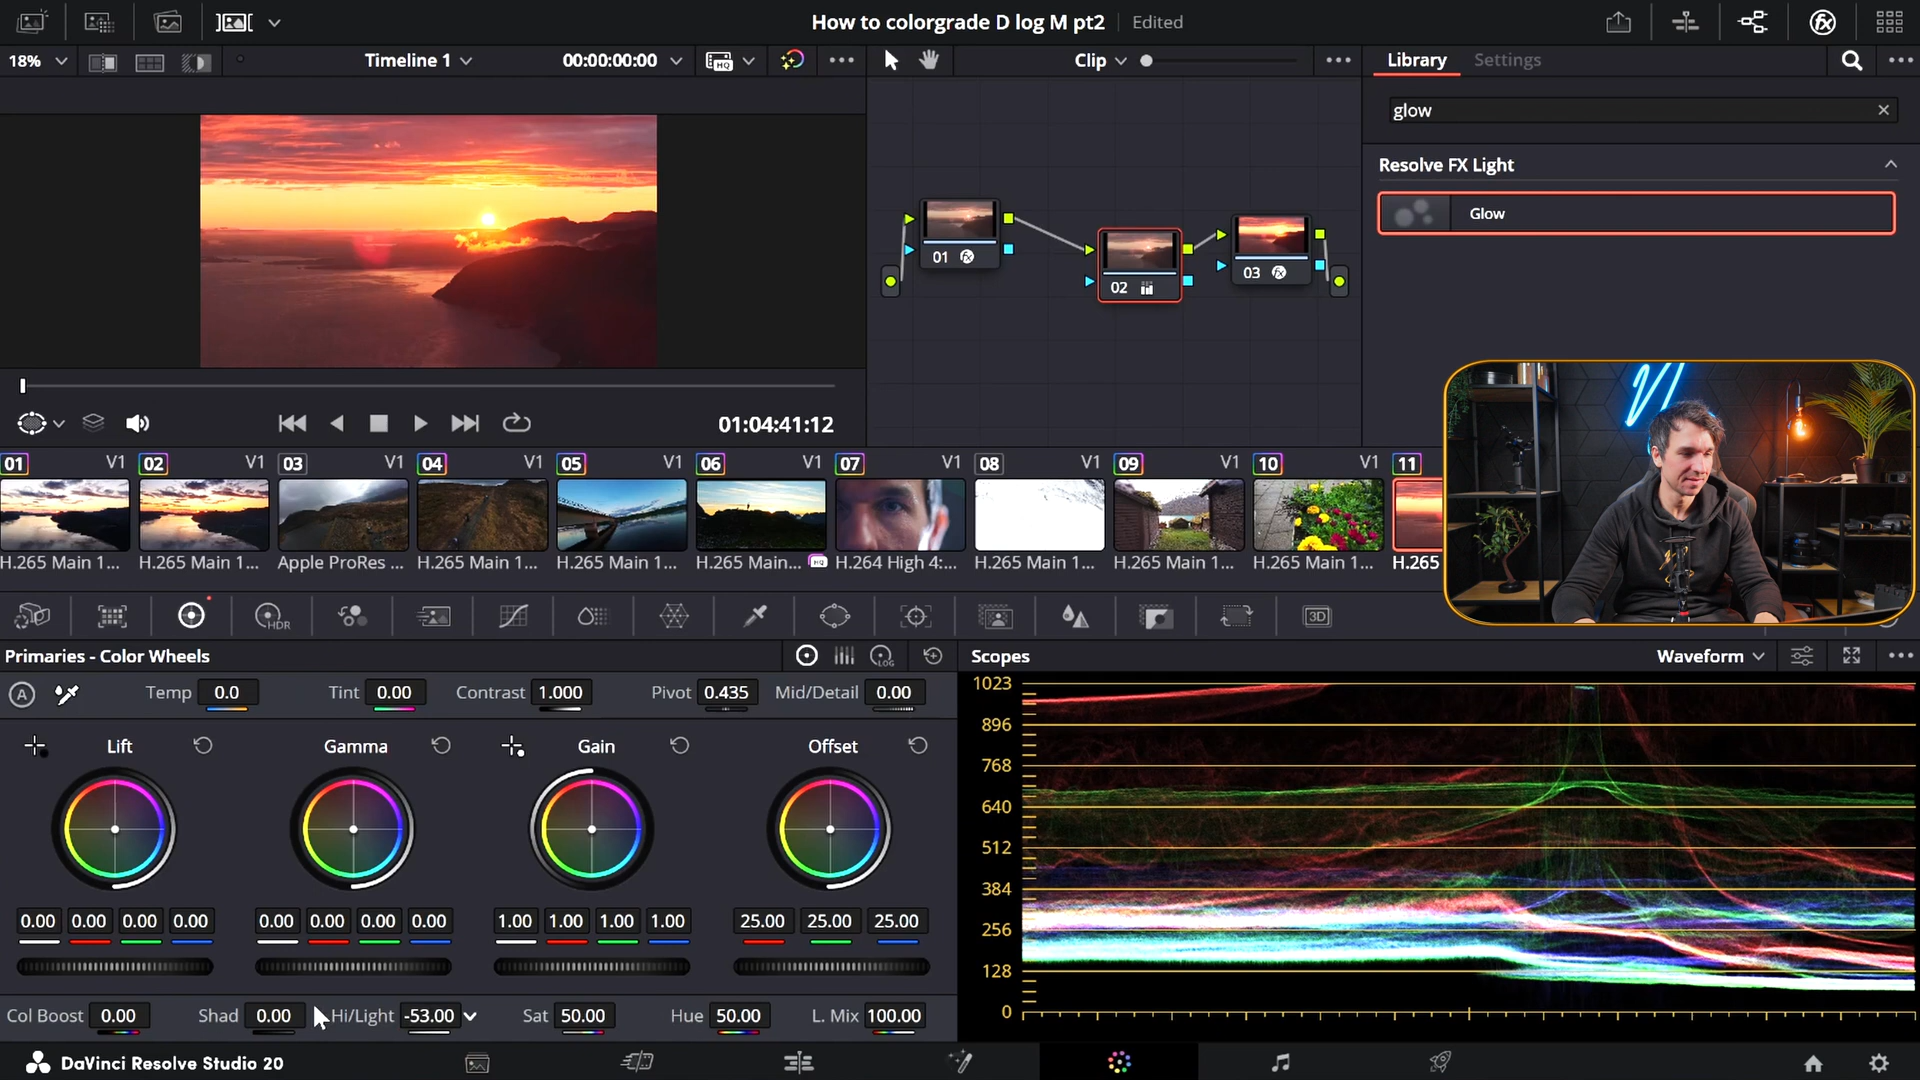 How to colorgrade D log M pt2 Edited
18% Timeline 1 00:00:00:00 HQ Clip Library Settings
glow
Resolve FX Light
Glow
01
02
03
01:04:41:12
01 V1 02 V1 03 V1 04 V1 05 V1 06 V1 07 V1 08 V1 09 V1 10 V1 11
H.265 Main 1... H.265 Main 1... Apple ProRes ... H.265 Main 1... H.265 Main 1... H.265 Main... HQ H.264 High 4:... H.265 Main 1... H.265 Main 1... H.265 Main 1... H.265
HDR 3D
Primaries - Color Wheels LOG Scopes Waveform
A Temp 0.0 Tint 0.00 Contrast 1.000 Pivot 0.435 Mid/Detail 0.00
Lift Gamma Gain Offset
0.00 0.00 0.00 0.00 0.00 0.00 0.00 0.00 1.00 1.00 1.00 1.00 25.00 25.00 25.00
Col Boost 0.00 Shad 0.00 Hi/Light -53.00 Sat 50.00 Hue 50.00 L. Mix 100.00
1023
896
768
640
512
384
256
128
0
DaVinci Resolve Studio 20